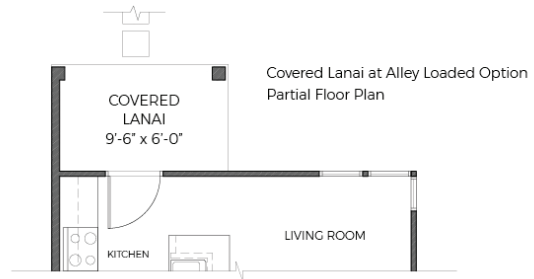 Covered Lanai at Alley Loaded Option
Partial Floor Plan
COVERED
LANAI
9'-6" x 6'-0"
LIVING ROOM
KITCHEN